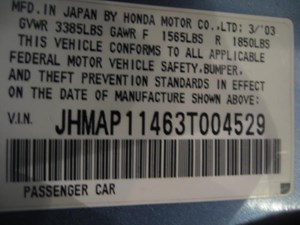 MFD.IN JAPAN BY HONDA MOTOR CO.,LTD; 3/'03
GVWR 3385LBS GAWR F 1565LBS R 1850LBS
THIS VEHICLE CONFORMS TO ALL APPLICABLE
FEDERAL MOTOR VEHICLE SAFETY,BUMPER,
AND THEFT PREVENTION STANDARDS IN EFFECT
ON THE DATE OF MANUFACTURE SHOWN ABOVE:
V.I.N. JHMAP11463T004529
PASSENGER CAR